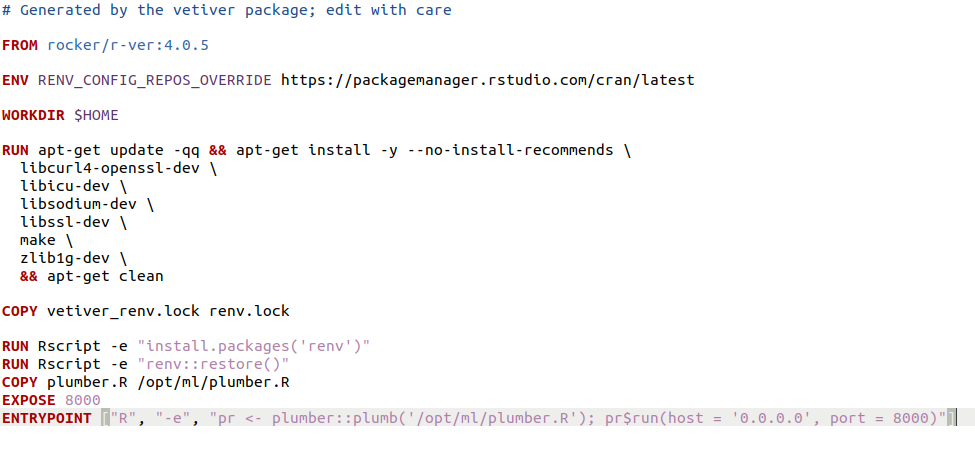 # Generated by the vetiver package; edit with care
FROM rocker/r-ver:4.0.5
ENV RENV_CONFIG_REPOS_OVERRIDE https://packagemanager.rstudio.com/cran/latest
WORKDIR $HOME
RUN apt-get update -qq && apt-get install -y --no-install-recommends \
  libcurl4-openssl-dev \
  libicu-dev \
  libsodium-dev \
  libssl-dev \
  make \
  zlib1g-dev \
  && apt-get clean
COPY vetiver_renv.lock renv.lock
RUN Rscript -e "install.packages('renv')"
RUN Rscript -e "renv::restore()"
COPY plumber.R /opt/ml/plumber.R
EXPOSE 8000
ENTRYPOINT ["R", "-e", "pr <- plumber::plumb('/opt/ml/plumber.R'); pr$run(host = '0.0.0.0', port = 8000)"]